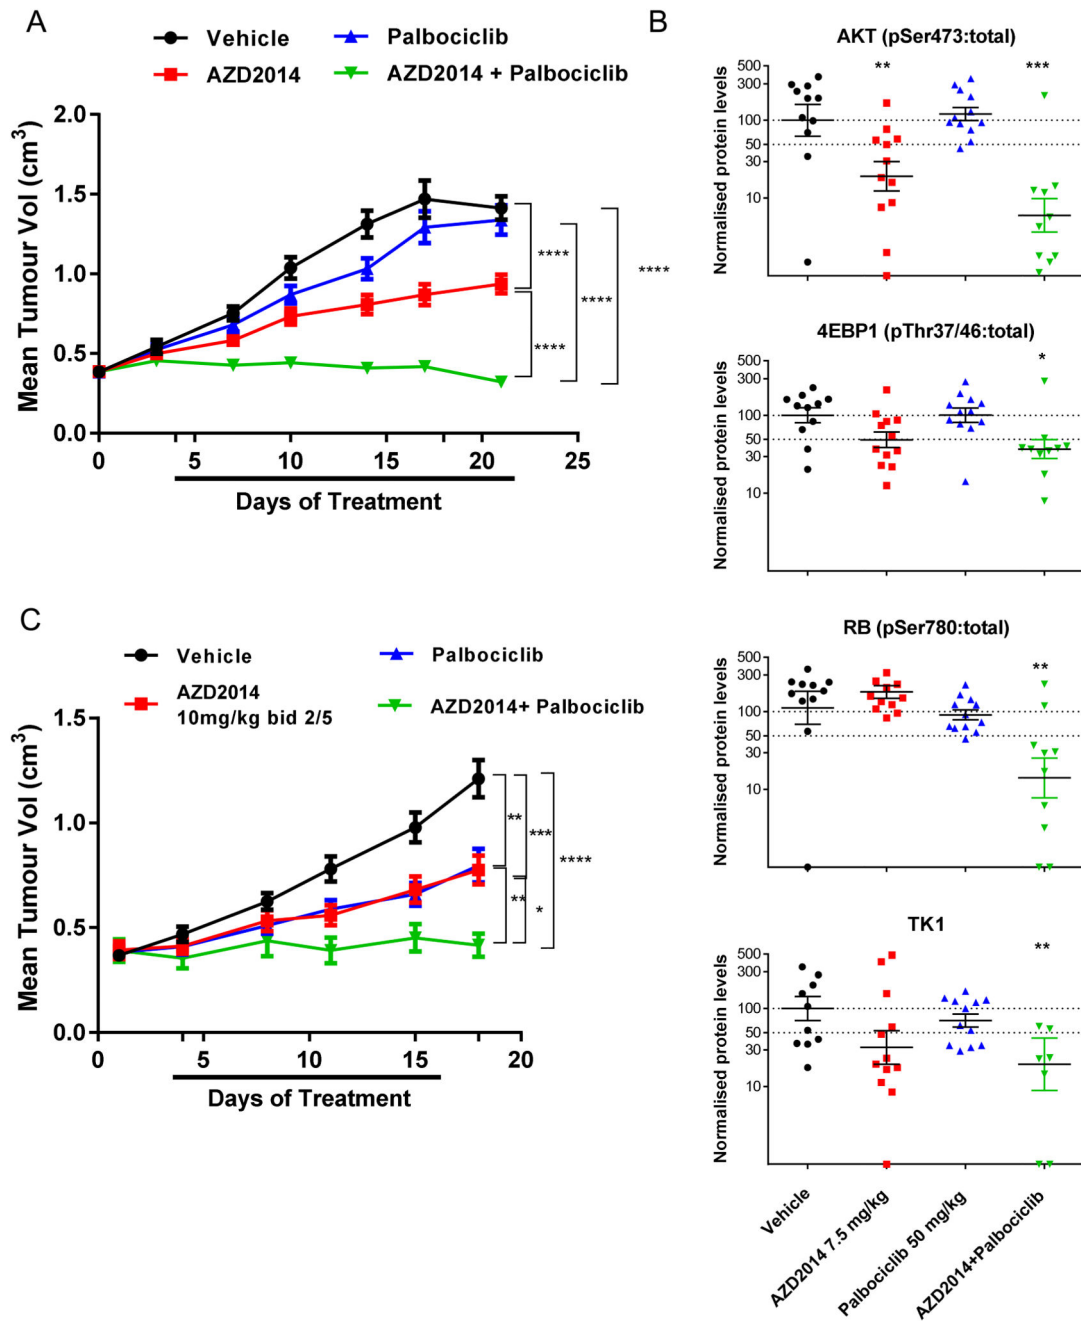 A
Vehicle
Palbociclib
AZD2014
AZD2014 + Palbociclib
Mean Tumour Vol (cm³)
2.0
1.5
1.0
0.5
0.0
0
5
10
15
20
25
****
****
****
****
Days of Treatment
B
AKT (pSer473:total)
Normalised protein levels
500
300
100
50
30
10
**
***
4EBP1 (pThr37/46:total)
Normalised protein levels
500
300
100
50
30
10
*
RB (pSer780:total)
Normalised protein levels
500
300
100
50
30
10
**
TK1
Normalised protein levels
500
300
100
50
30
10
**
Vehicle
AZD2014 7.5 mg/kg
Palbociclib 50 mg/kg
AZD2014+Palbociclib
C
Vehicle
Palbociclib
AZD2014
10mg/kg bid 2/5
AZD2014+ Palbociclib
Mean Tumour Vol (cm³)
1.5
1.0
0.5
0.0
0
5
10
15
20
**
***
****
**
*
Days of Treatment